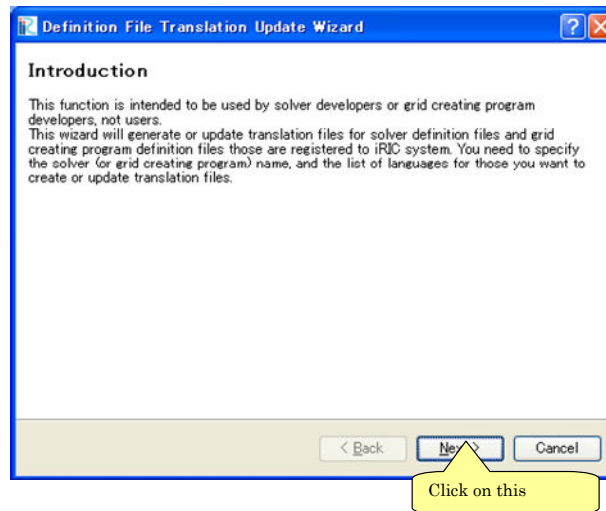 Definition File Translation Update Wizard
Introduction
This function is intended to be used by solver developers or grid creating program
developers, not users.
This wizard will generate or update translation files for solver definition files and grid
creating program definition files those are registered to iRIC system. You need to specify
the solver (or grid creating program) name, and the list of languages for those you want to
create or update translation files.
< Back Next > Cancel
Click on this